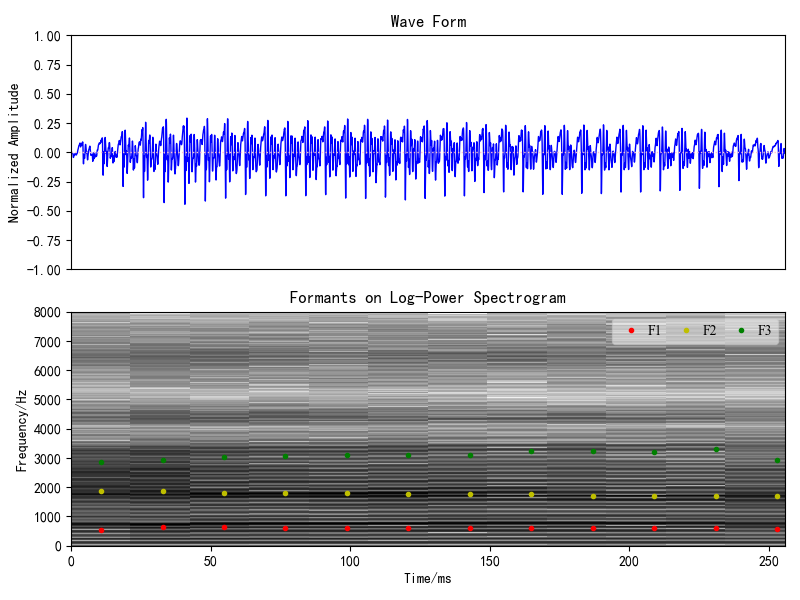 Wave Form
1.00
0.75
0.50
0.25
0.00
−0.25
−0.50
−0.75
−1.00
Normalized Amplitude
Formants on Log-Power Spectrogram
8000
7000
6000
5000
4000
3000
2000
1000
0
Frequency/Hz
F1 F2 F3
0 50 100 150 200 250
Time/ms